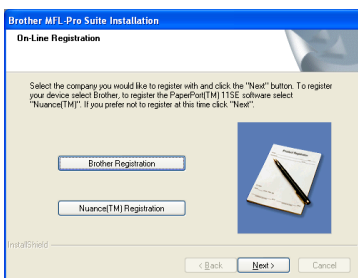 Brother MFL-Pro Suite Installation
On-Line Registration
Select the company you would like to register with and click the "Next" button. To register
your device select Brother, to register the PaperPort(TM) 11SE software select
"Nuance(TM)". If you prefer not to register at this time click "Next".
Brother Registration
Product Registration
Nuance(TM) Registration
InstallShield
< Back
Next >
Cancel